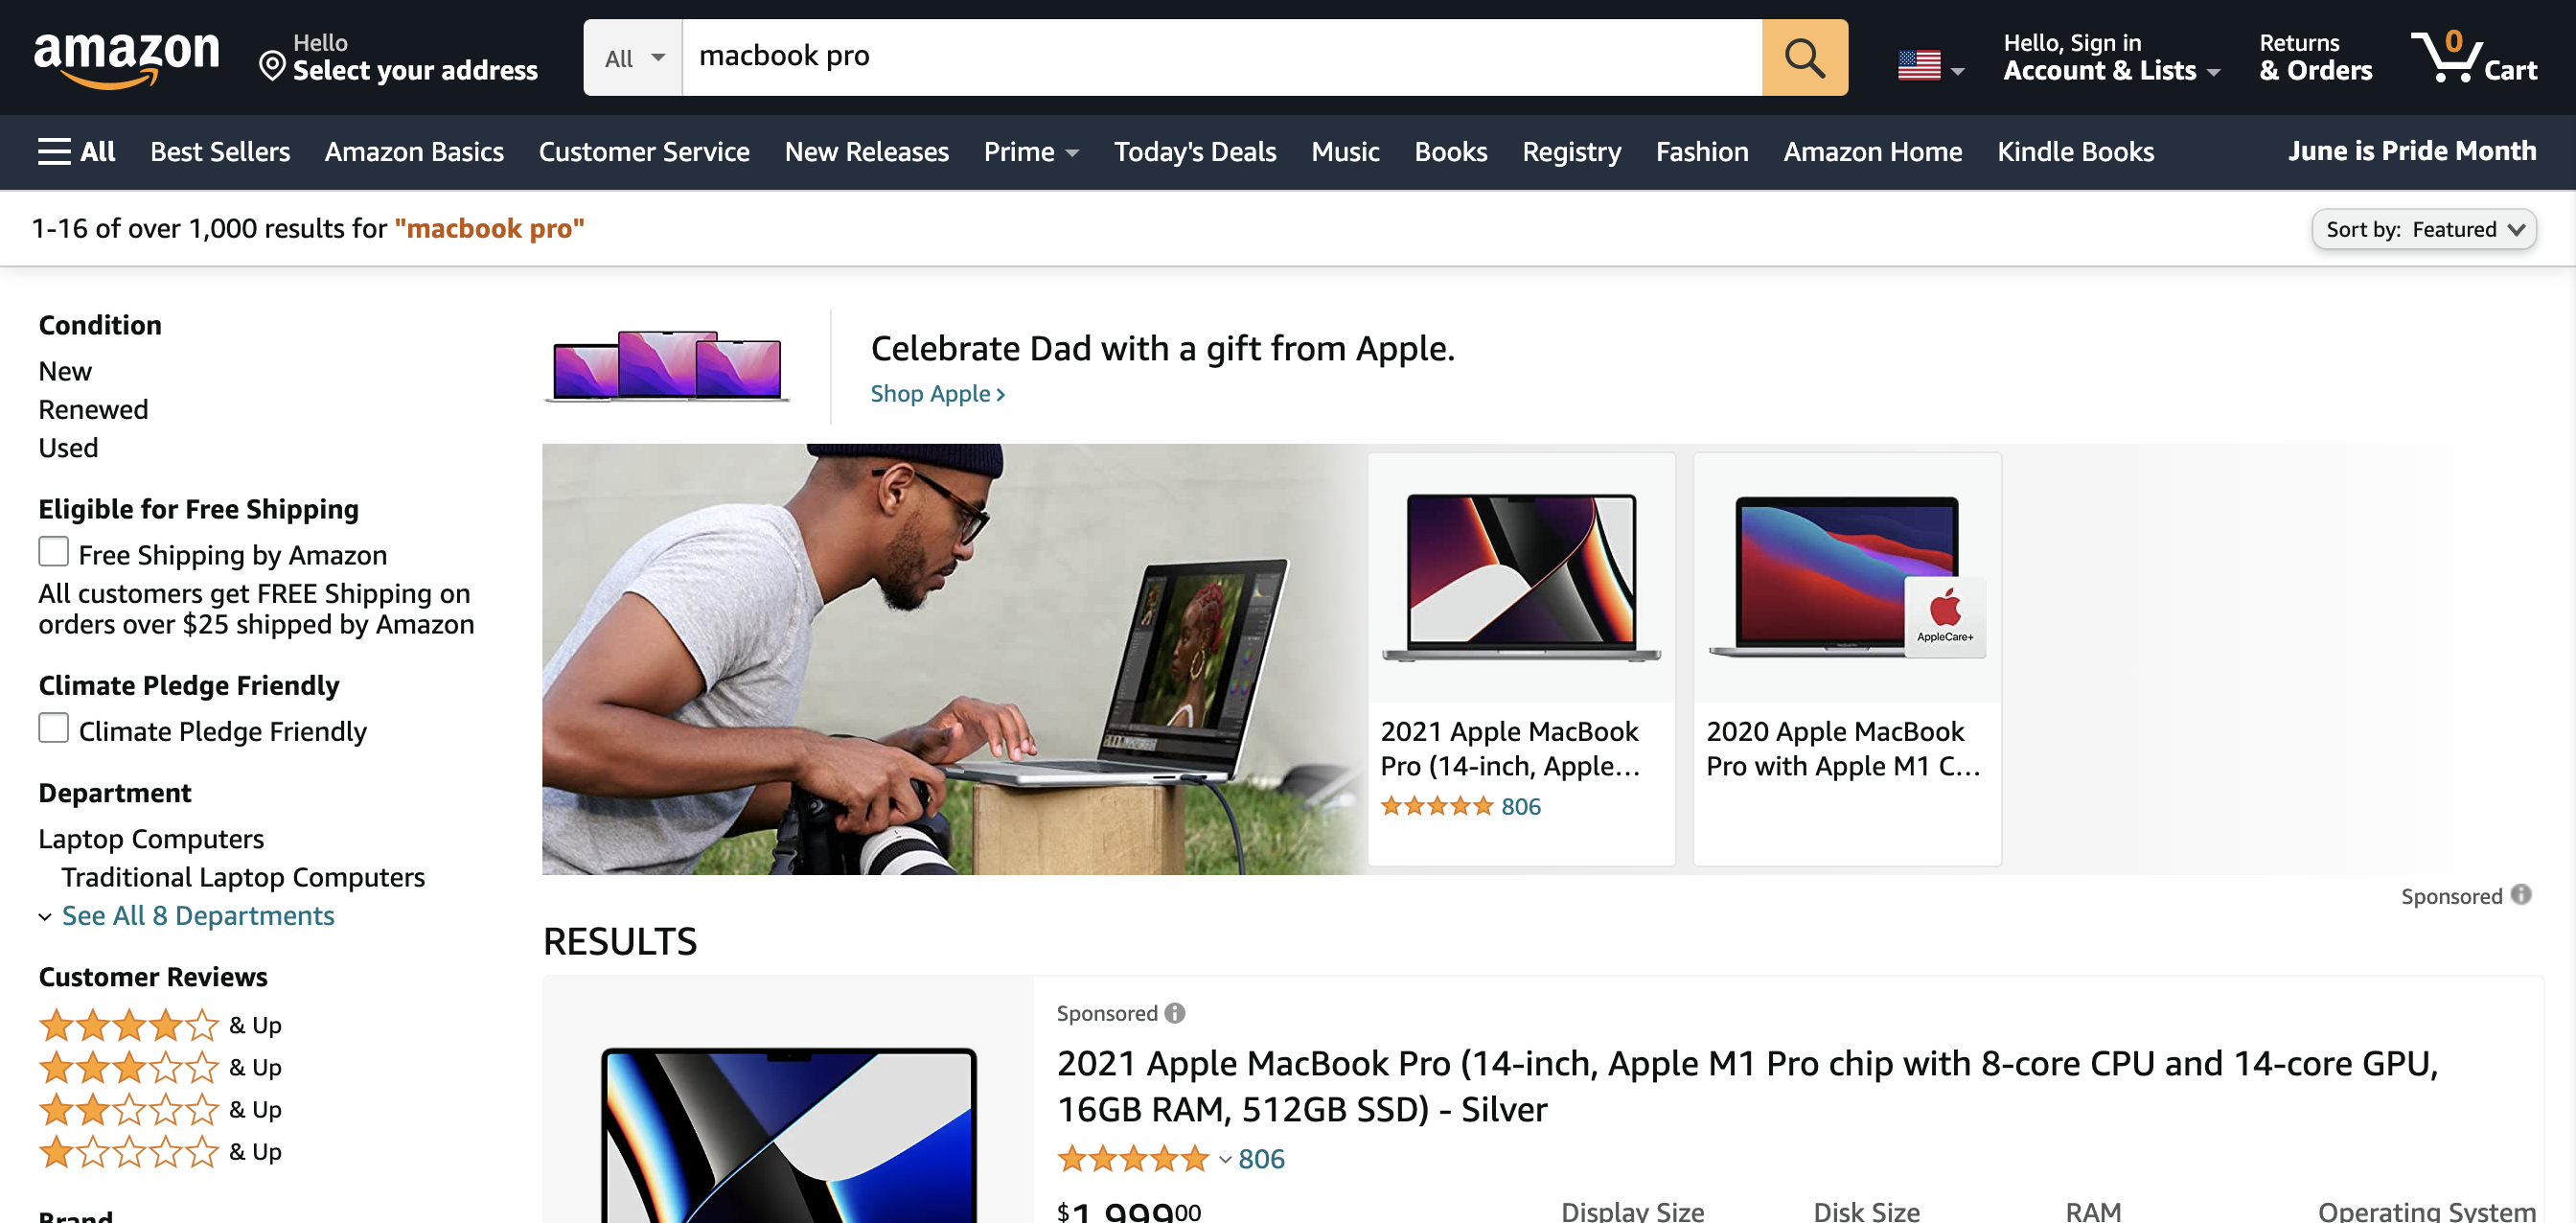 amazon
Hello
Select your address
All
macbook pro
Hello, Sign in
Account & Lists
Returns
& Orders
0
Cart
All
Best Sellers
Amazon Basics
Customer Service
New Releases
Prime
Today's Deals
Music
Books
Registry
Fashion
Amazon Home
Kindle Books
June is Pride Month
1-16 of over 1,000 results for "macbook pro"
Sort by: Featured
Condition
New
Renewed
Used
Eligible for Free Shipping
Free Shipping by Amazon
All customers get FREE Shipping on
orders over $25 shipped by Amazon
Climate Pledge Friendly
Climate Pledge Friendly
Department
Laptop Computers
Traditional Laptop Computers
See All 8 Departments
Customer Reviews
& Up
& Up
& Up
& Up
Brand
Celebrate Dad with a gift from Apple.
Shop Apple ›
AppleCare+
2021 Apple MacBook
Pro (14-inch, Apple...
806
2020 Apple MacBook
Pro with Apple M1 C...
Sponsored
RESULTS
Sponsored
2021 Apple MacBook Pro (14-inch, Apple M1 Pro chip with 8-core CPU and 14-core GPU,
16GB RAM, 512GB SSD) - Silver
806
$1,99900
Display Size
Disk Size
RAM
Operating System